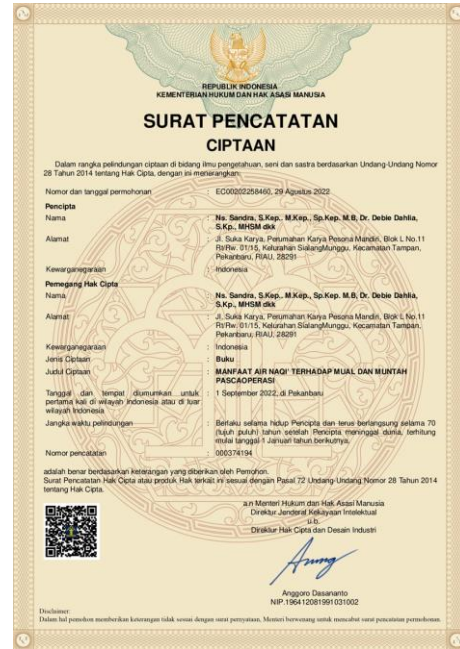 REPUBLIK INDONESIA
KEMENTERIAN HUKUM DAN HAK ASASI MANUSIA
SURAT PENCATATAN
CIPTAAN
Dalam rangka pelindungan ciptaan di bidang ilmu pengetahuan, seni dan sastra berdasarkan Undang-Undang Nomor
28 Tahun 2014 tentang Hak Cipta, dengan ini menerangkan:
Nomor dan tanggal permohonan : EC00202258460, 29 Agustus 2022
Pencipta
Nama : Ns. Sandra, S.Kep., M.Kep., Sp.Kep. M.B, Dr. Debie Dahlia,
S.Kp., MHSM dkk
Alamat : Jl. Suka Karya, Perumahan Karya Pesona Mandiri, Blok L No.11
Rt/Rw. 01/15, Kelurahan SialangMunggu, Kecamatan Tampan,
Pekanbaru, RIAU, 28291
Kewarganegaraan : Indonesia
Pemegang Hak Cipta
Nama : Ns. Sandra, S.Kep., M.Kep., Sp.Kep. M.B, Dr. Debie Dahlia,
S.Kp., MHSM dkk
Alamat : Jl. Suka Karya, Perumahan Karya Pesona Mandiri, Blok L No.11
Rt/Rw. 01/15, Kelurahan SialangMunggu, Kecamatan Tampan,
Pekanbaru, RIAU, 28291
Kewarganegaraan : Indonesia
Jenis Ciptaan : Buku
Judul Ciptaan : MANFAAT AIR NAQI' TERHADAP MUAL DAN MUNTAH
PASCAOPERASI
Tanggal dan tempat diumumkan untuk : 1 September 2022, di Pekanbaru
pertama kali di wilayah Indonesia atau di luar
wilayah Indonesia
Jangka waktu pelindungan : Berlaku selama hidup Pencipta dan terus berlangsung selama 70
(tujuh puluh) tahun setelah Pencipta meninggal dunia, terhitung
mulai tanggal 1 Januari tahun berikutnya.
Nomor pencatatan : 000374194
adalah benar berdasarkan keterangan yang diberikan oleh Pemohon.
Surat Pencatatan Hak Cipta atau produk Hak terkait ini sesuai dengan Pasal 72 Undang-Undang Nomor 28 Tahun 2014
tentang Hak Cipta.
a.n Menteri Hukum dan Hak Asasi Manusia
Direktur Jenderal Kekayaan Intelektual
u.b.
Direktur Hak Cipta dan Desain Industri
Anggoro Dasananto
NIP.196412081991031002
Disclaimer:
Dalam hal pemohon memberikan keterangan tidak sesuai dengan surat pernyataan, Menteri berwenang untuk mencabut surat pencatatan permohonan.